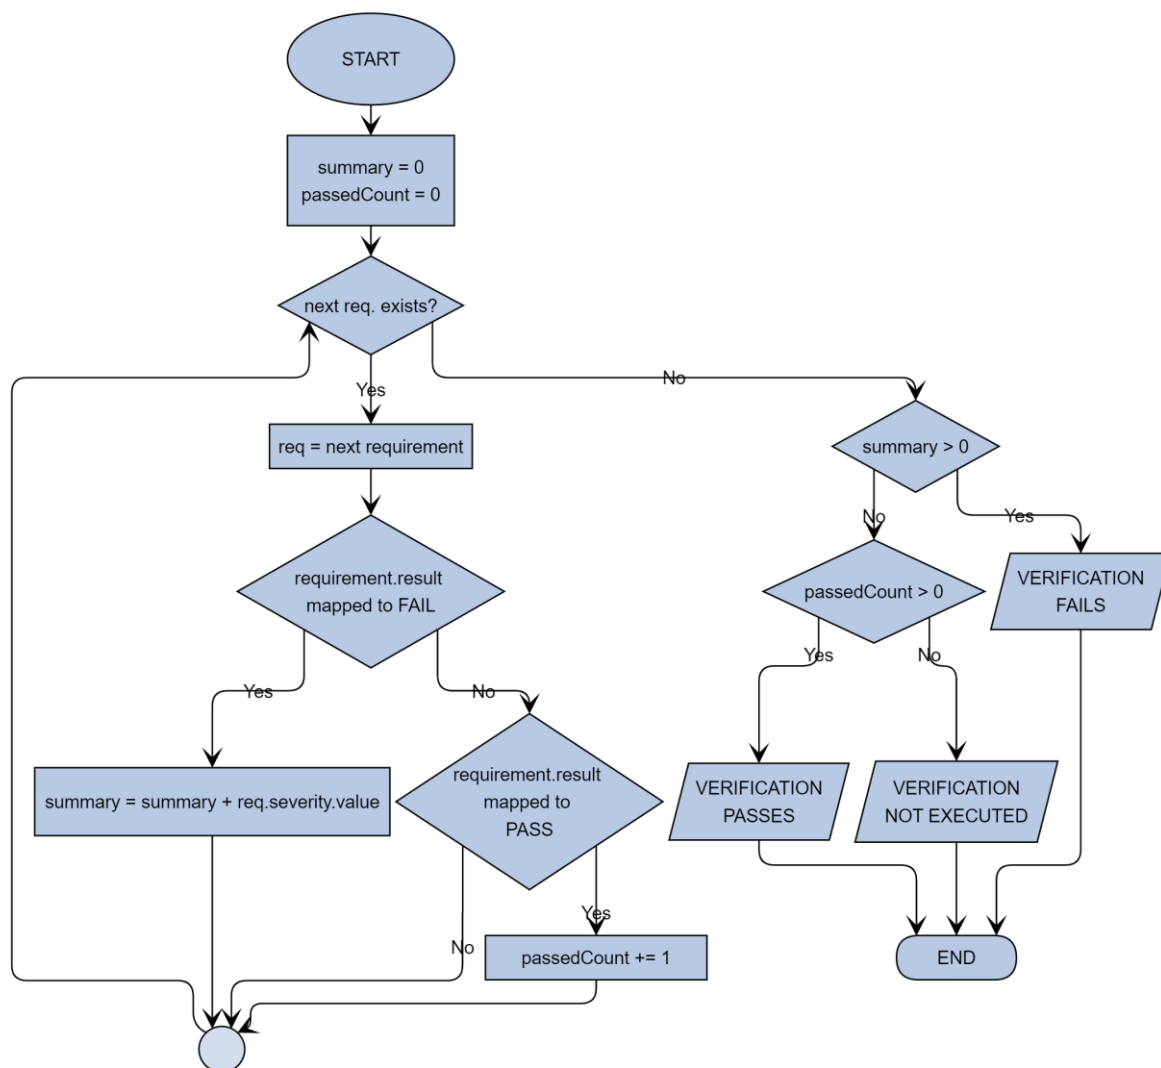 START
summary = 0
passedCount = 0
next req. exists?
No
Yes
req = next requirement
summary > 0
No
Yes
requirement.result
mapped to FAIL
passedCount > 0
VERIFICATION
FAILS
Yes
No
Yes
No
requirement.result
mapped to
PASS
summary = summary + req.severity.value
VERIFICATION
PASSES
VERIFICATION
NOT EXECUTED
Yes
No
passedCount += 1
END